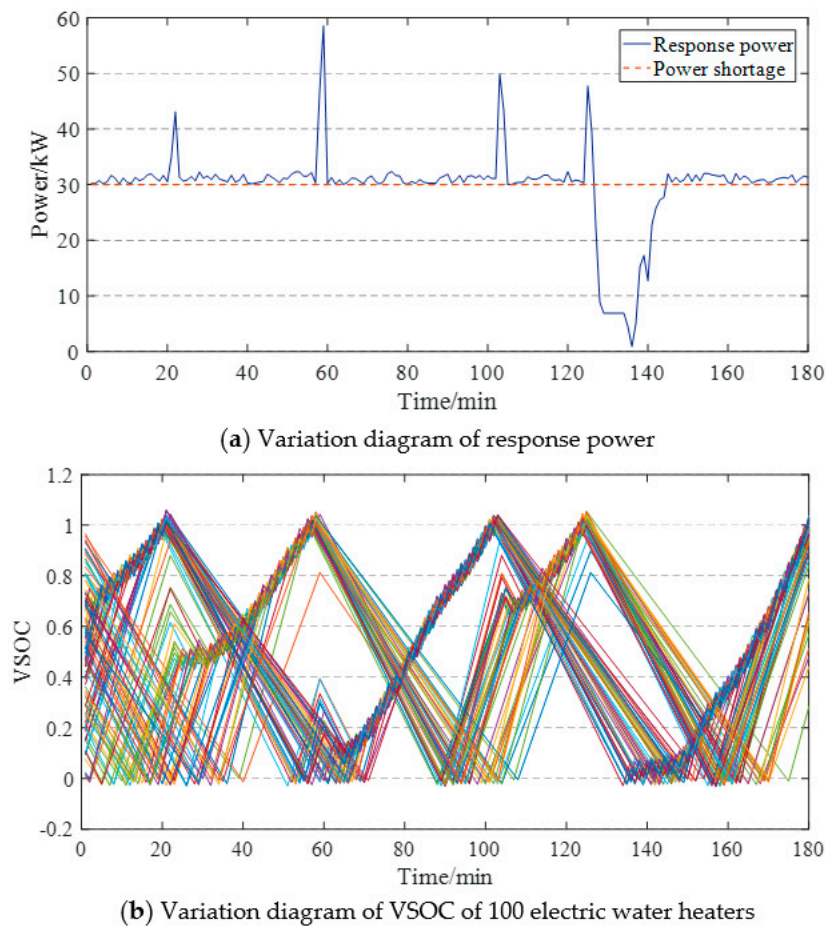 60
50
40
30
20
10
0
Power/kW
Response power
Power shortage
0 20 40 60 80 100 120 140 160 180
Time/min
(a) Variation diagram of response power
1.2
1
0.8
0.6
0.4
0.2
0
-0.2
VSOC
0 20 40 60 80 100 120 140 160 180
Time/min
(b) Variation diagram of VSOC of 100 electric water heaters